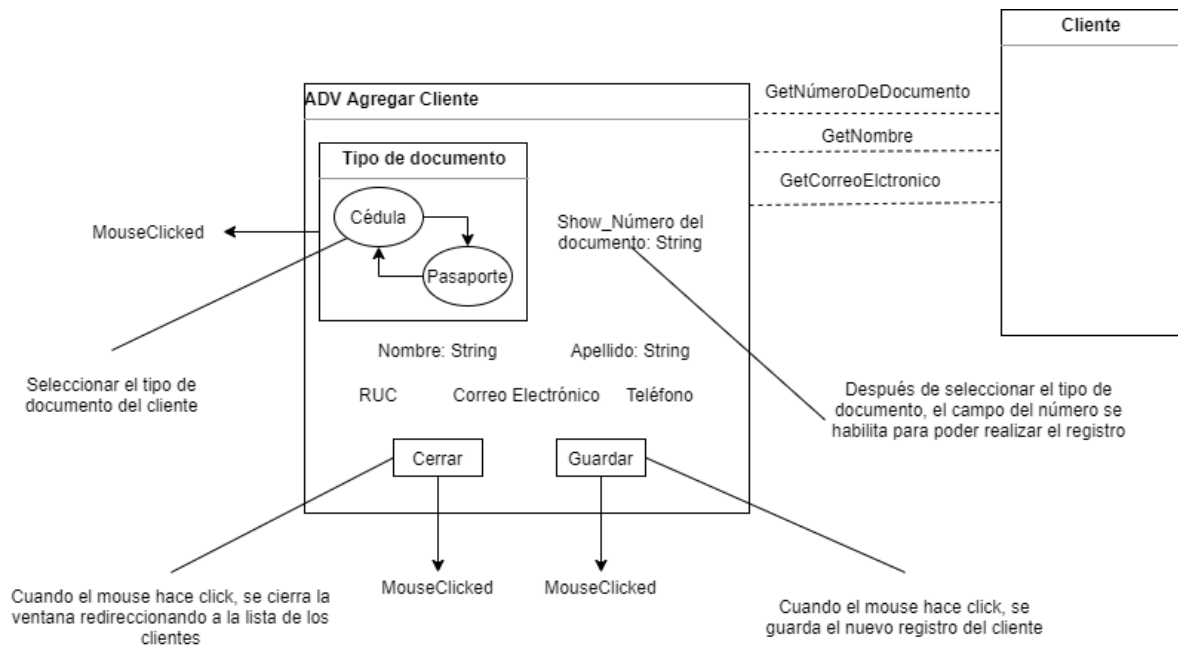 Cliente
ADV Agregar Cliente
GetNúmeroDeDocumento
GetNombre
GetCorreoElctronico
Tipo de documento
Cédula
Pasaporte
MouseClicked
Show_Número del
documento: String
Nombre: String
Apellido: String
RUC
Correo Electrónico
Teléfono
Seleccionar el tipo de
documento del cliente
Después de seleccionar el tipo de
documento, el campo del número se
habilita para poder realizar el registro
Cerrar
Guardar
MouseClicked
MouseClicked
Cuando el mouse hace click, se cierra la
ventana redireccionando a la lista de los
clientes
Cuando el mouse hace click, se
guarda el nuevo registro del cliente